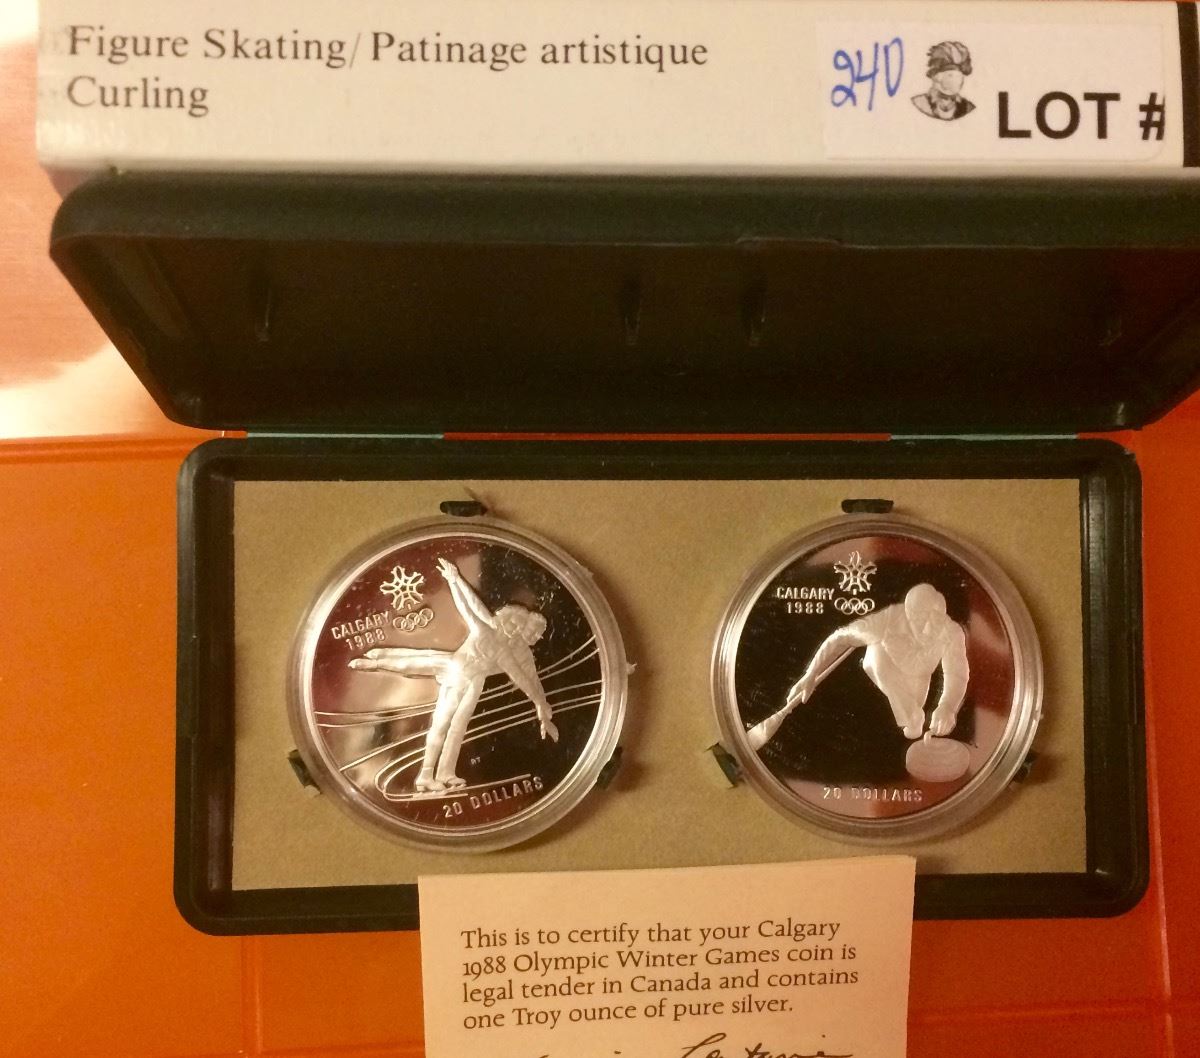 Figure Skating/Patinage artistique
Curling
240
LOT #
CALGARY
1988
20 DOLLARS
CALGARY
1988
20 DOLLARS
This is to certify that your Calgary
1988 Olympic Winter Games coin is
legal tender in Canada and contains
one Troy ounce of pure silver.